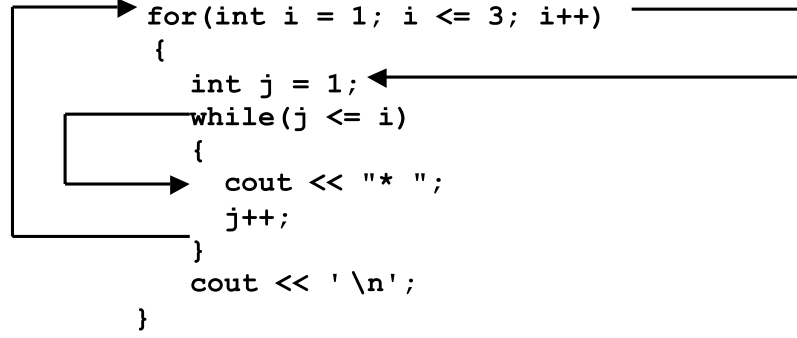 for(int i = 1; i <= 3; i++)
{
int j = 1;
while(j <= i)
{
cout << "* ";
j++;
}
cout << '\n';
}